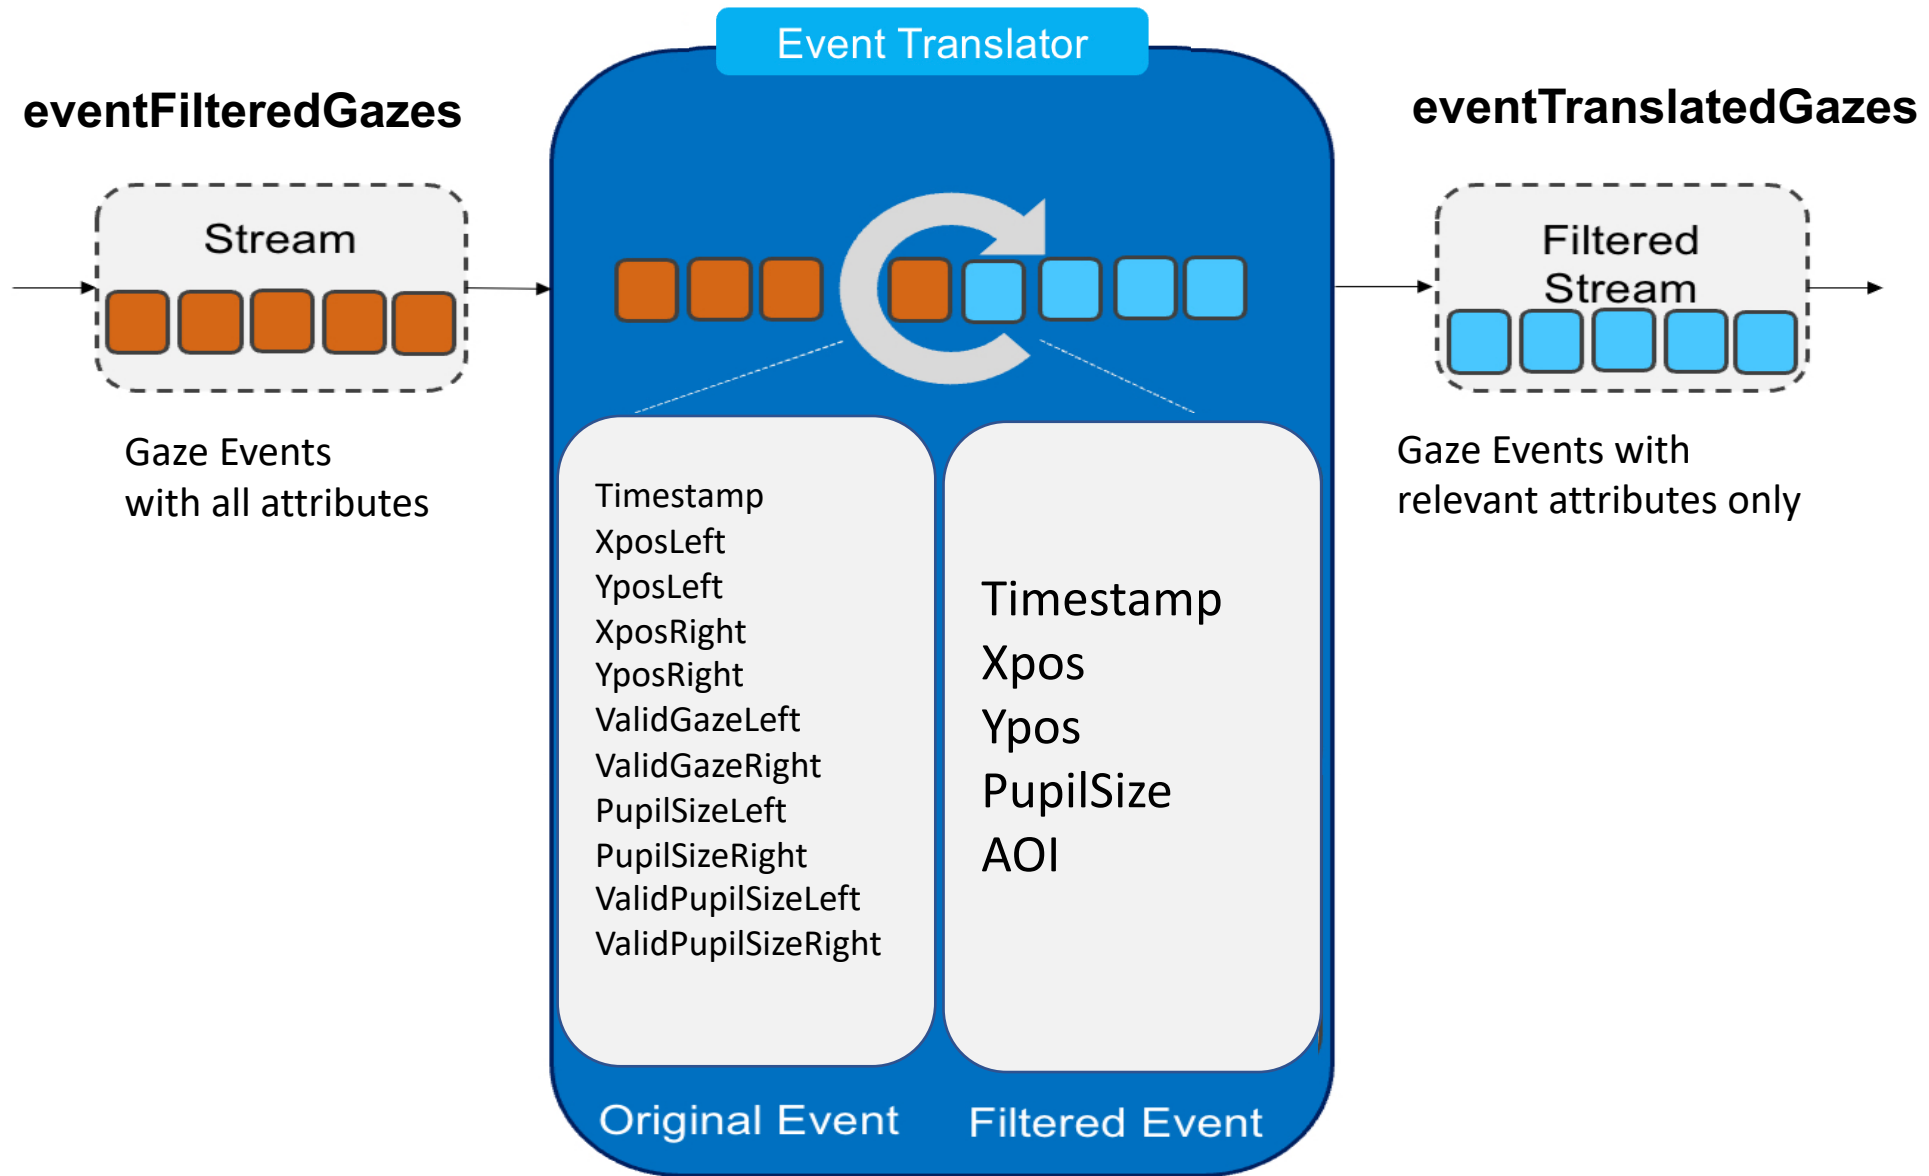 Event Translator
eventFilteredGazes
eventTranslatedGazes
Stream
Filtered
Stream
Gaze Events
with all attributes
Gaze Events with
relevant attributes only
Timestamp
XposLeft
YposLeft
XposRight
YposRight
ValidGazeLeft
ValidGazeRight
PupilSizeLeft
PupilSizeRight
ValidPupilSizeLeft
ValidPupilSizeRight
Timestamp
Xpos
Ypos
PupilSize
AOI
Original Event
Filtered Event